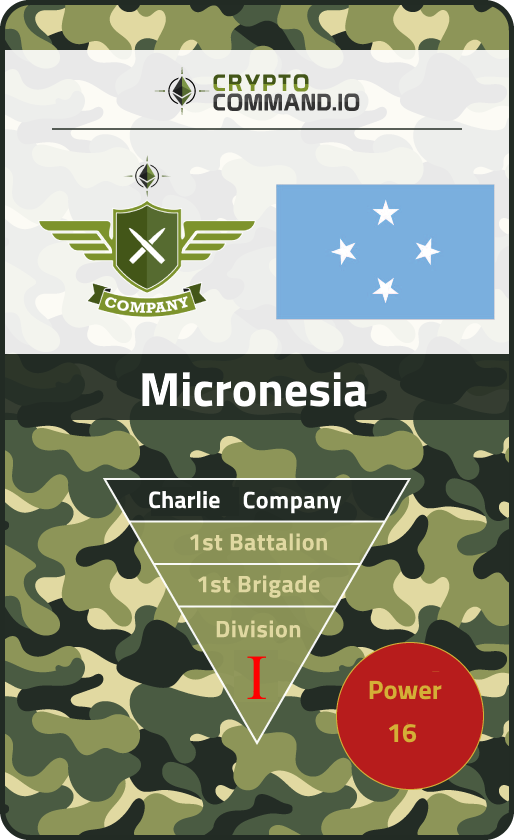 CRYPTO
COMMAND.IO
COMPANY
Micronesia
Charlie Company
1st Battalion
1st Brigade
Division
I
Power
16